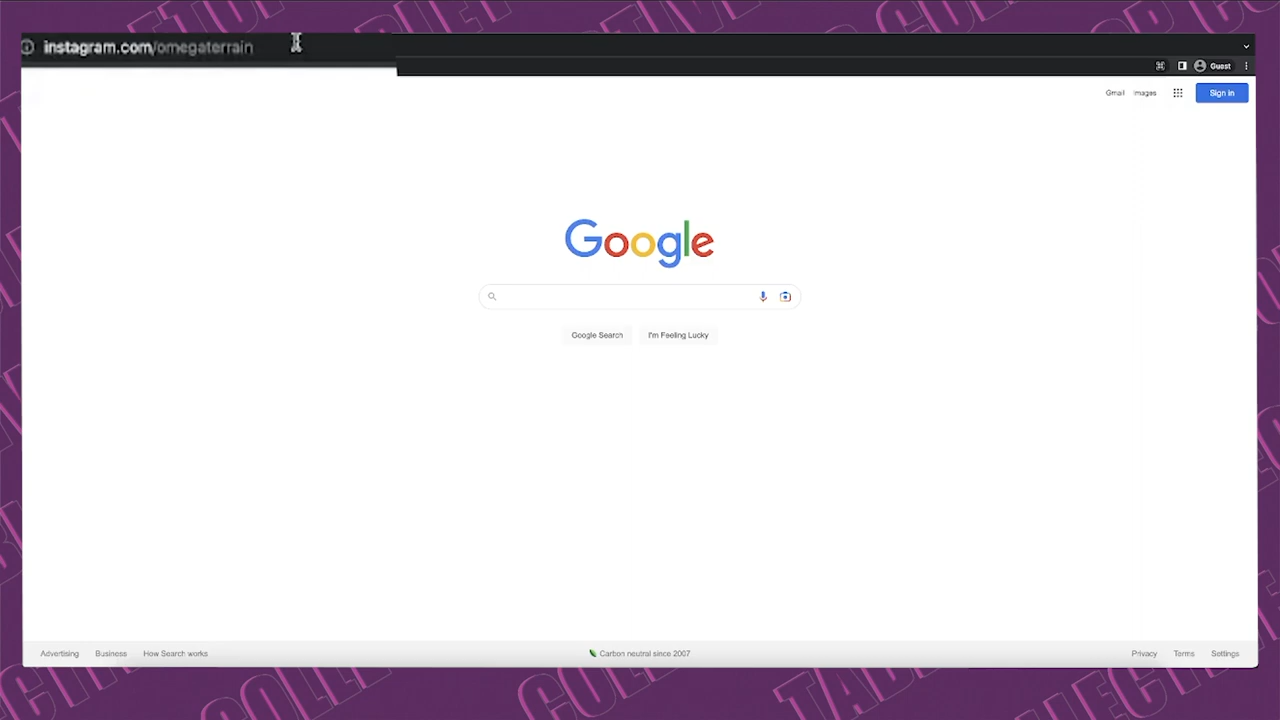 instagram.com/omegaterrain
Guest
Gmail Images Sign in
Google
Google Search I'm Feeling Lucky
Advertising Business How Search works Carbon neutral since 2007 Privacy Terms Settings